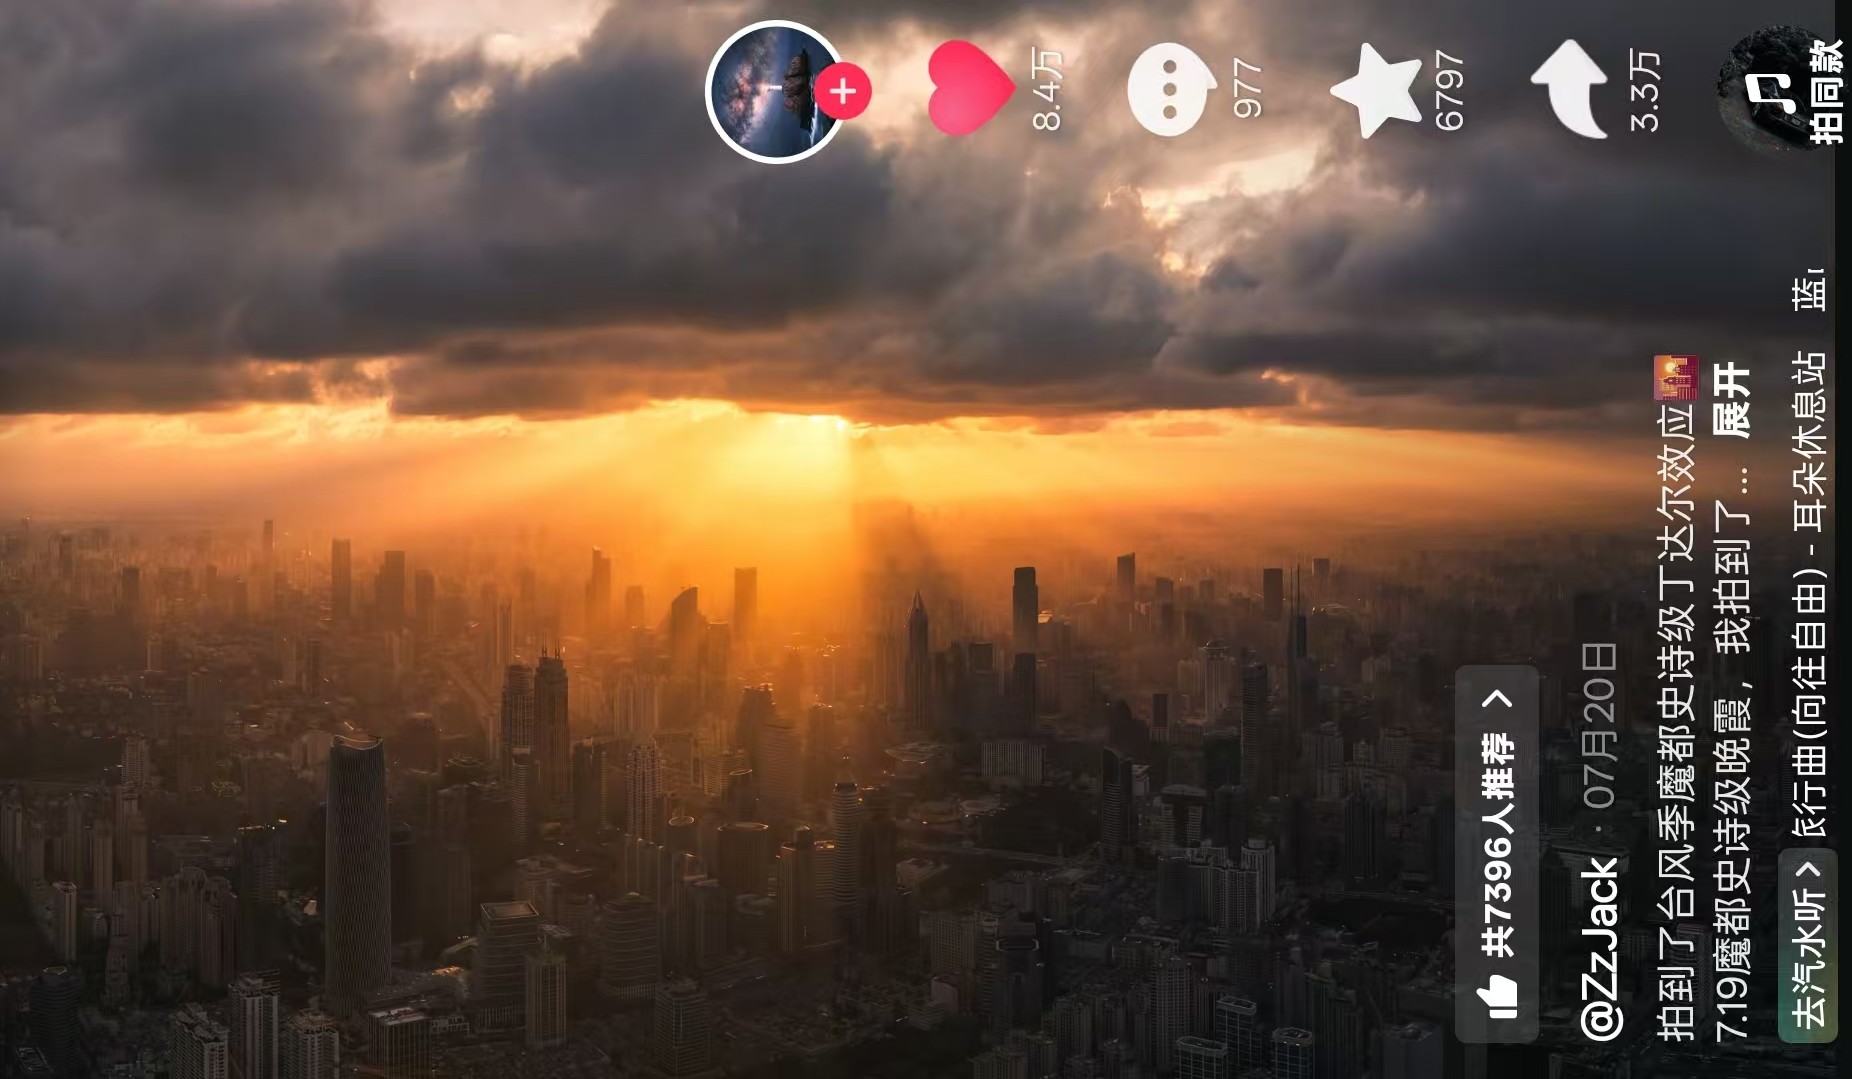 8.4万
977
6797
3.3万
拍同款
共7396人推荐
@ZzJack · 07月20日
拍到了台风季魔都史诗级丁达尔效应
7.19魔都史诗级晚霞，我拍到了... 展开
去汽水听 旅行曲(向往自由) - 耳朵休息站 蓝